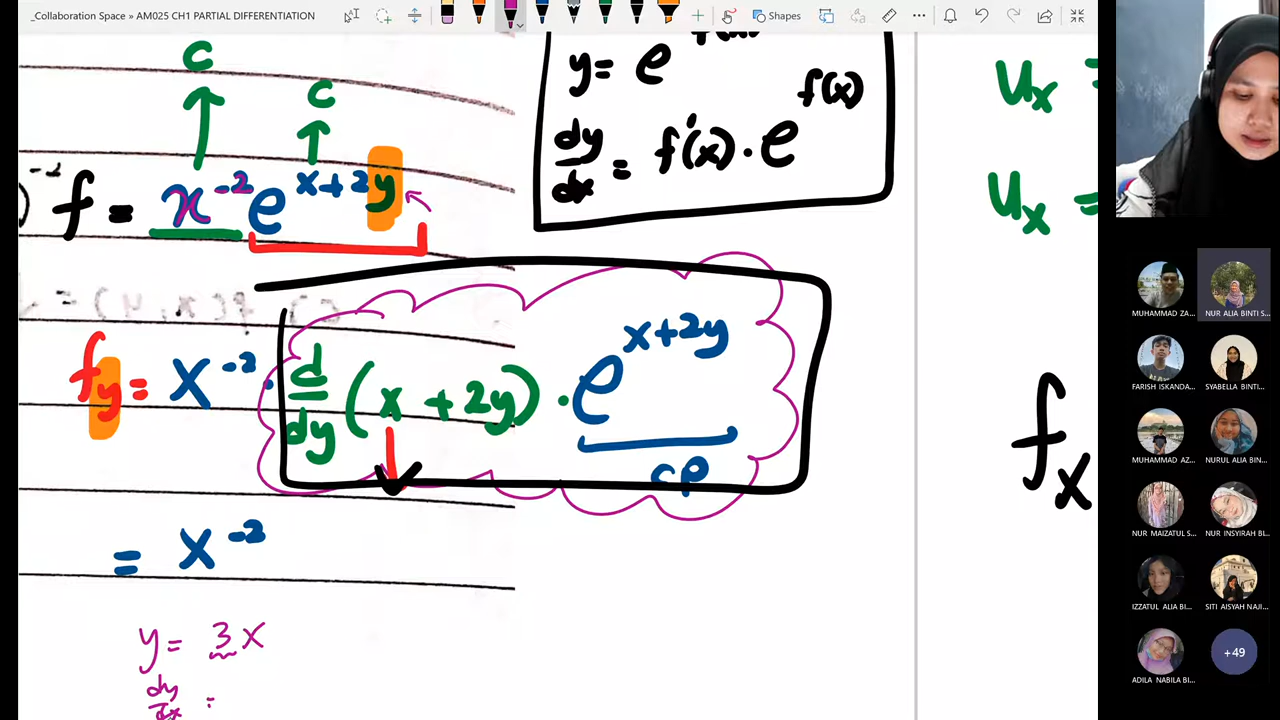 _Collaboration Space » AM025 CH1 PARTIAL DIFFERENTIATION
Shapes
C
C
f = x⁻² e^(x+2y)
y = e
dy/dx = f'(x) · e^f(x)
Ux
Ux =
fy = x⁻² · d/dy (x + 2y) · e^(x+2y)
cp
fx
= x⁻²
y = 3x
dy/dx =
MUHAMMAD ZA...
NUR ALIA BINTI S...
FARISH ISKANDA...
SYABELLA BINTI...
MUHAMMAD AZ...
NURUL ALIA BIN...
NUR MAIZATUL S...
NUR INSYIRAH BI...
IZZATUL ALIA BI...
SITI AISYAH NAJI...
ADILA NABILA BI...
+49